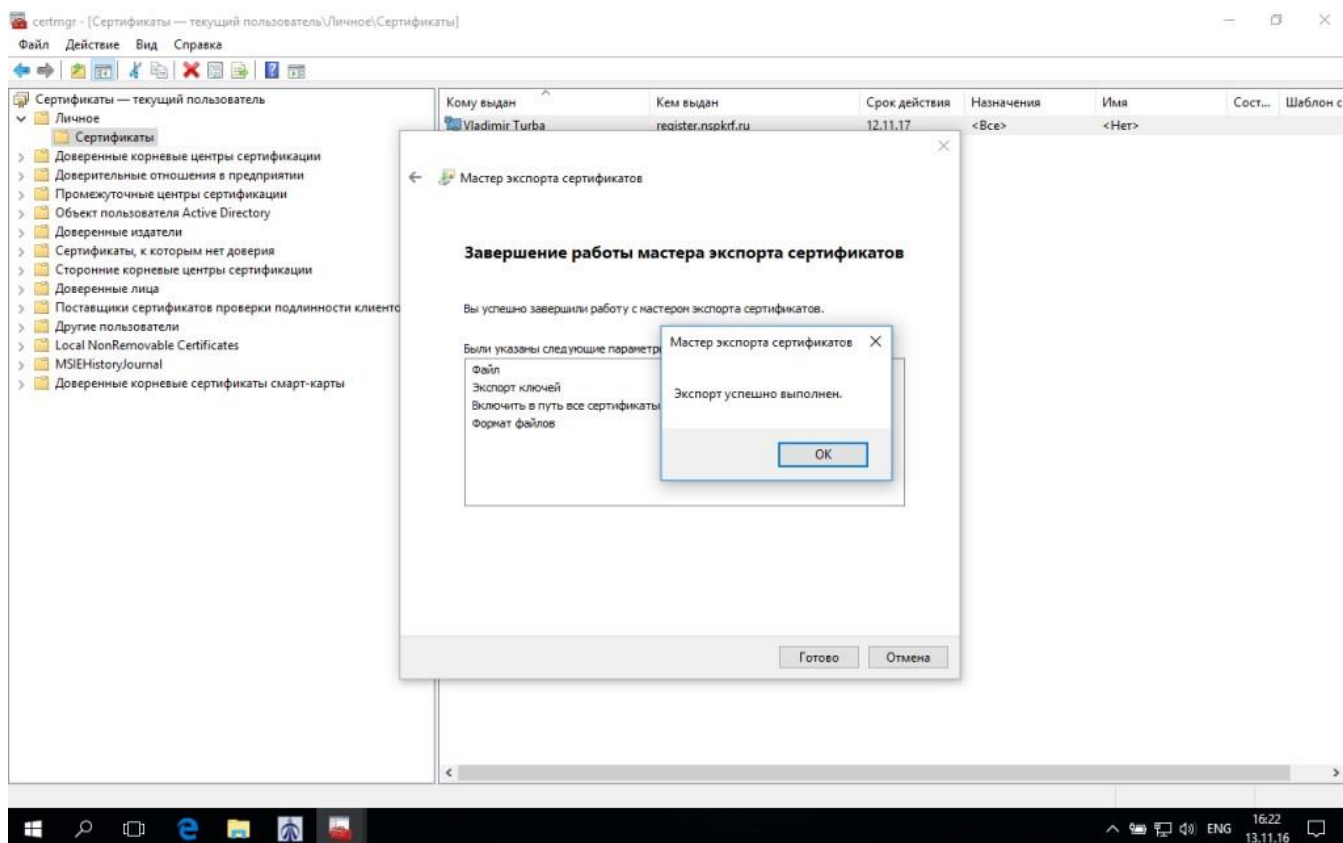 certmgr - [Сертификаты — текущий пользователь\Личное\Сертификаты]
Файл Действие Вид Справка
Сертификаты — текущий пользователь
Личное
Сертификаты
Доверенные корневые центры сертификации
Доверительные отношения в предприятии
Промежуточные центры сертификации
Объект пользователя Active Directory
Доверенные издатели
Сертификаты, к которым нет доверия
Сторонние корневые центры сертификации
Доверенные лица
Поставщики сертификатов проверки подлинности клиенто
Другие пользователи
Local NonRemovable Certificates
MSIEHistoryJournal
Доверенные корневые сертификаты смарт-карты
Кому выдан Кем выдан Срок действия Назначения Имя Сост... Шаблон с
Vladimir Turba register.nspkrf.ru 12.11.17 <Все> <Нет>
Мастер экспорта сертификатов
Завершение работы мастера экспорта сертификатов
Вы успешно завершили работу с мастером экспорта сертификатов.
Были указаны следующие параметры
Файл
Экспорт ключей
Включить в путь все сертификаты
Формат файлов
Мастер экспорта сертификатов
Экспорт успешно выполнен.
ОК
Готово Отмена
ENG 16:22
13.11.16